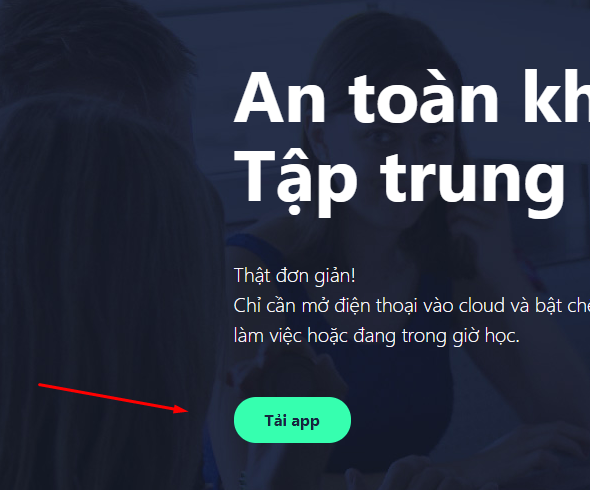 An toàn kh
Tập trung
Thật đơn giản!
Chỉ cần mở điện thoại vào cloud và bật ch
làm việc hoặc đang trong giờ học.
Tải app